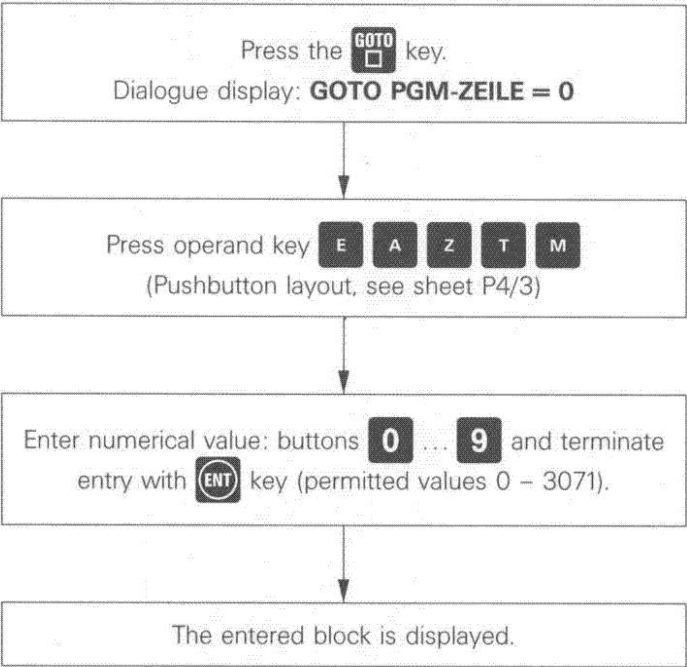 Press the GOTO key.
Dialogue display: GOTO PGM-ZEILE = 0
Press operand key E A Z T M
(Pushbutton layout, see sheet P4/3)
Enter numerical value: buttons 0 ... 9 and terminate
entry with ENT key (permitted values 0 – 3071).
The entered block is displayed.